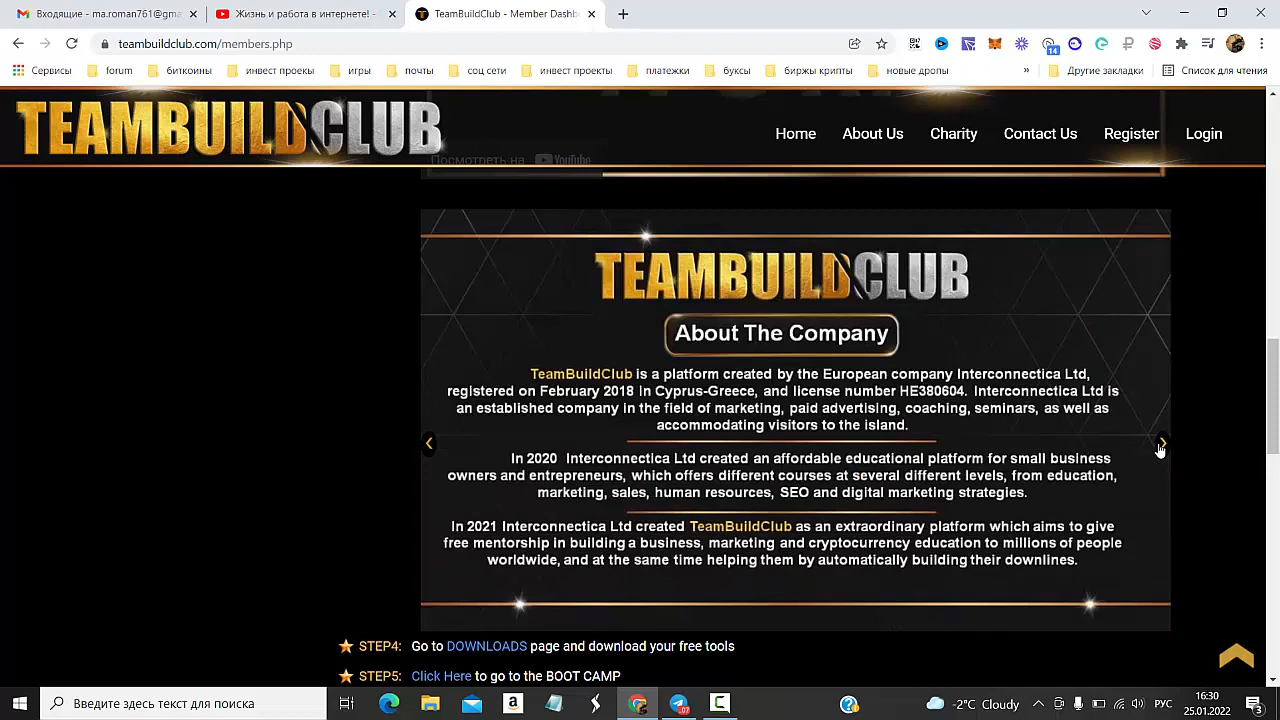 Входящие - ma.roman761@gma
Жизнь и работа в интернете! -
TeamBuildClub - Member Dashb
teambuildclub.com/members.php
14
Сервисы
forum
биткоины
инвест проекы
игры
почты
соц сети
инвест проекты
платежки
буксы
биржы крипты
новые дропы
»
Другие закладки
Список для чтения
TEAMBUILDCLUB
Home
About Us
Charity
Contact Us
Register
Login
Посмотреть на YouTube
TEAMBUILDCLUB
About The Company
TeamBuildClub is a platform created by the European company Interconnectica Ltd,
registered on February 2018 in Cyprus-Greece, and license number HE380604. Interconnectica Ltd is
an established company in the field of marketing, paid advertising, coaching, seminars, as well as
accommodating visitors to the island.
In 2020 Interconnectica Ltd created an affordable educational platform for small business
owners and entrepreneurs, which offers different courses at several different levels, from education,
marketing, sales, human resources, SEO and digital marketing strategies.
In 2021 Interconnectica Ltd created TeamBuildClub as an extraordinary platform which aims to give
free mentorship in building a business, marketing and cryptocurrency education to millions of people
worldwide, and at the same time helping them by automatically building their downlines.
STEP4: Go to DOWNLOADS page and download your free tools
STEP5: Click Here to go to the BOOT CAMP
Введите здесь текст для поиска
-2°C Cloudy
РУС
16:30
25.01.2022
3